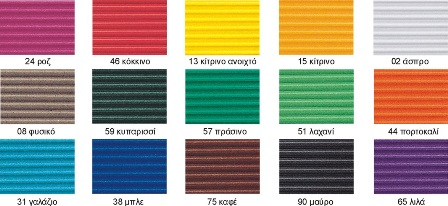 24 ροζ 46 κόκκινο 13 κίτρινο ανοιχτό 15 κίτρινο 02 άσπρο
08 φυσικό 59 κυπαρισσί 57 πράσινο 51 λαχανί 44 πορτοκαλί
31 γαλάζιο 38 μπλε 75 καφέ 90 μαύρο 65 λιλά